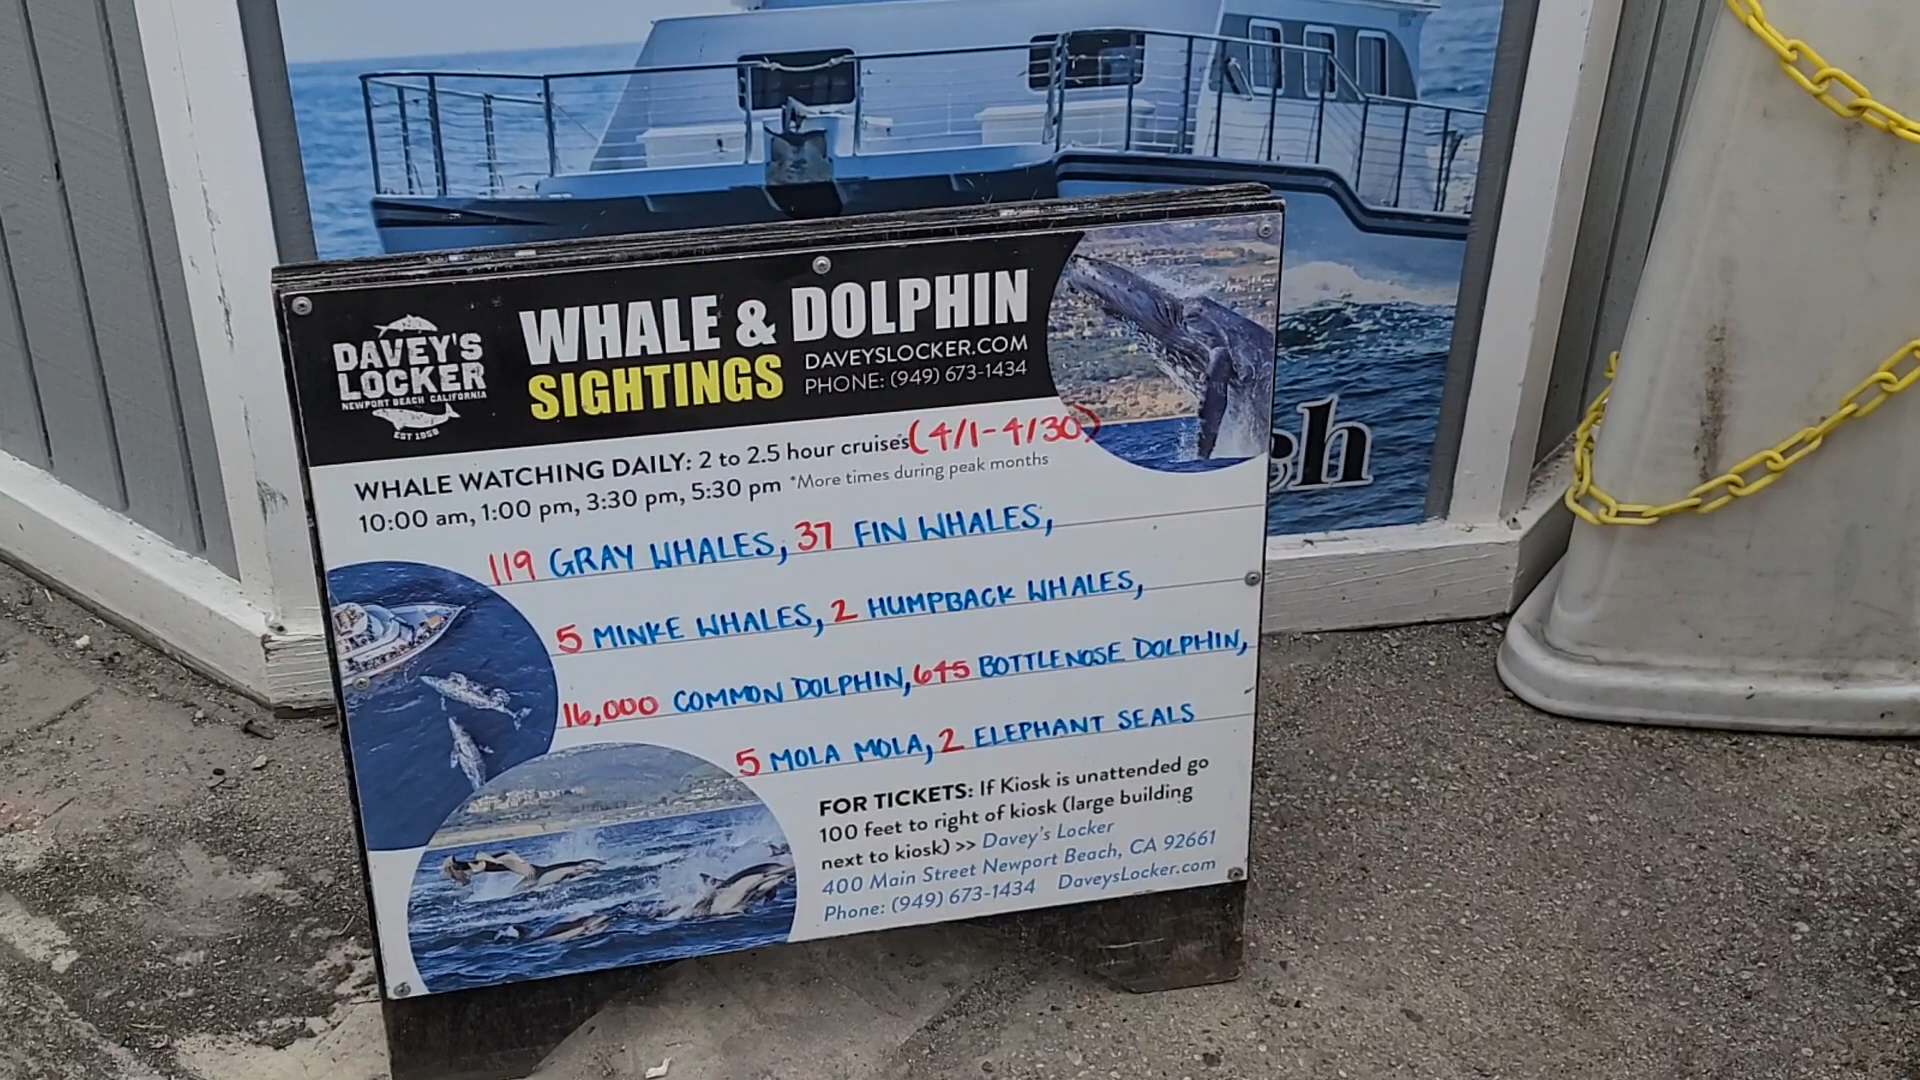 DAVEY'S
LOCKER
NEWPORT BEACH CALIFORNIA
EST 1958
WHALE & DOLPHIN
SIGHTINGS
DAVEYSLOCKER.COM
PHONE: (949) 673-1434
WHALE WATCHING DAILY: 2 to 2.5 hour cruises (4/1-4/30)
10:00 am, 1:00 pm, 3:30 pm, 5:30 pm *More times during peak months
119 GRAY WHALES, 37 FIN WHALES,
5 MINKE WHALES, 2 HUMPBACK WHALES,
16,000 COMMON DOLPHIN, 645 BOTTLENOSE DOLPHIN,
5 MOLA MOLA, 2 ELEPHANT SEALS
FOR TICKETS: If Kiosk is unattended go
100 feet to right of kiosk (large building
next to kiosk) >> Davey's Locker
400 Main Street Newport Beach, CA 92661
Phone: (949) 673-1434 DaveysLocker.com